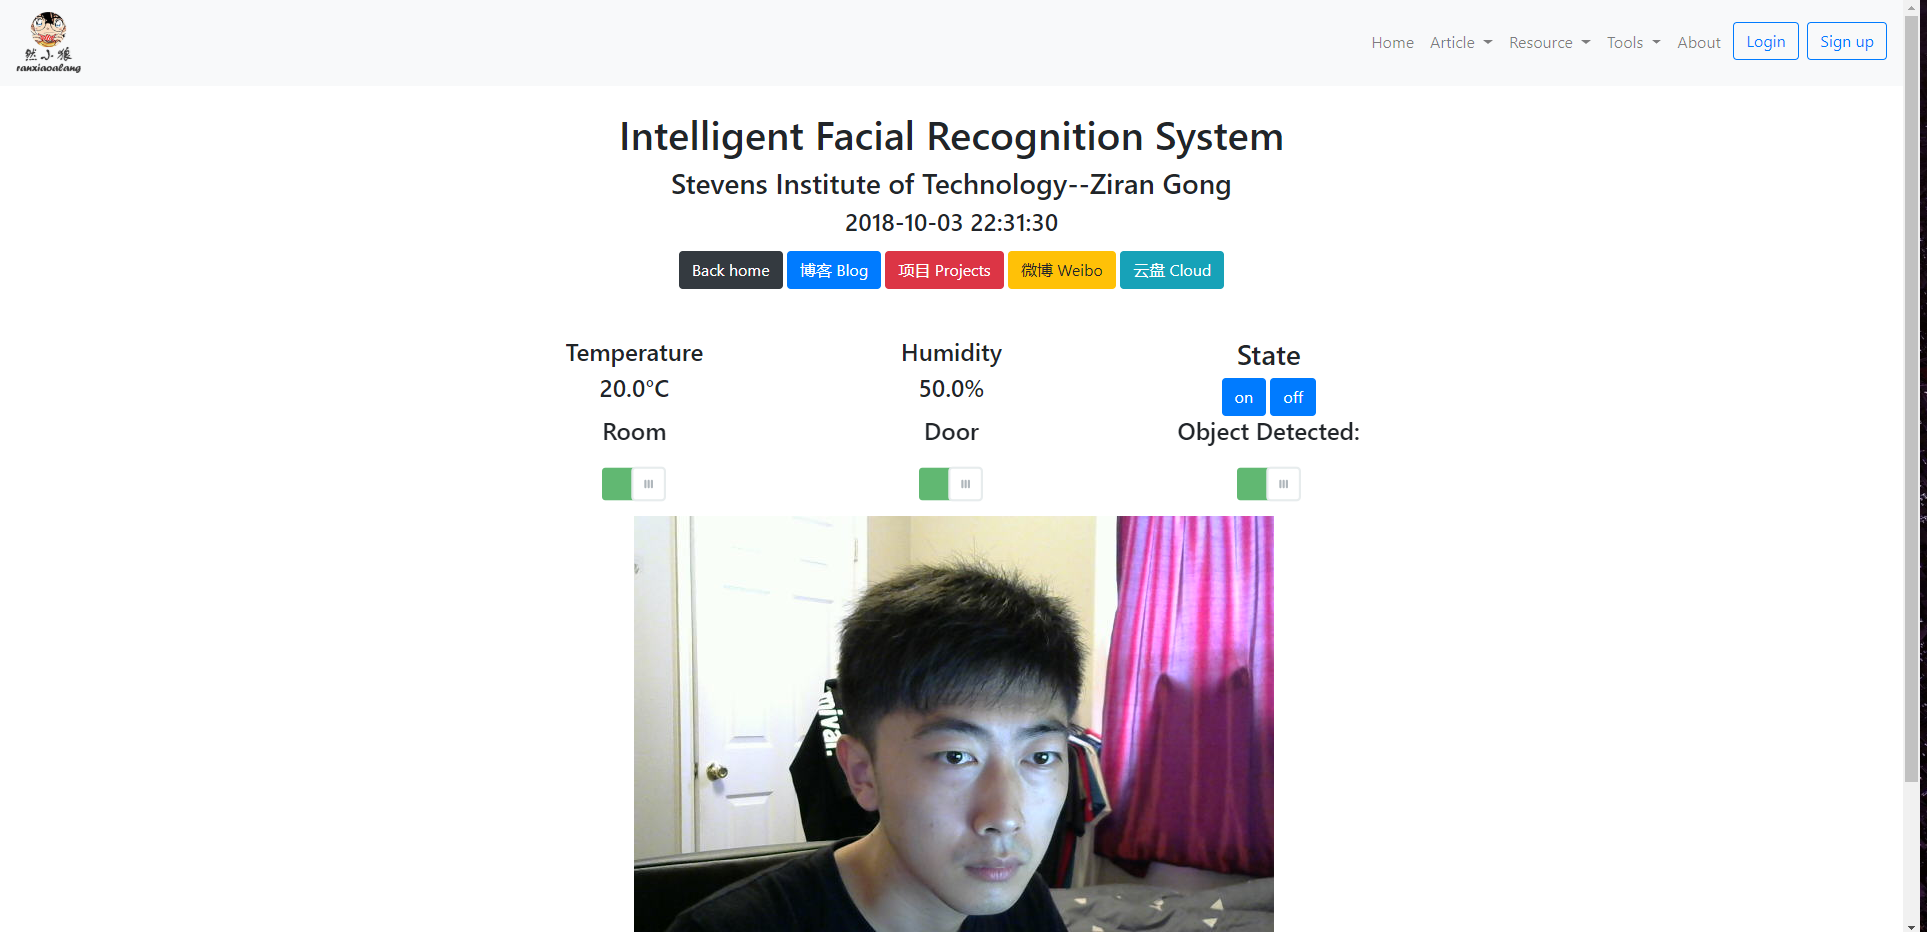 然小狼
ranxiaoalang
Home Article Resource Tools About Login Sign up
Intelligent Facial Recognition System
Stevens Institute of Technology--Ziran Gong
2018-10-03 22:31:30
Back home 博客 Blog 项目 Projects 微博 Weibo 云盘 Cloud
Temperature Humidity State
20.0°C 50.0% on off
Room Door Object Detected: